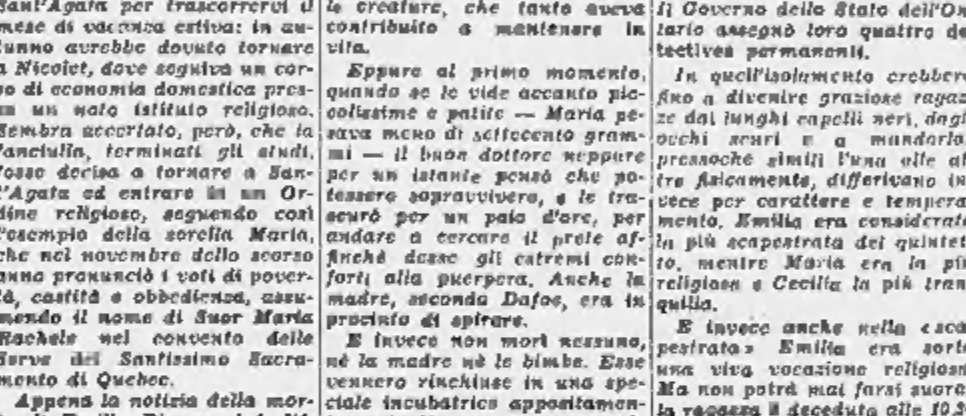 Sant'Agata per trascorrervi il
mese di vacanza estiva: in au-
tunno avrebbe dovuto tornare
a Nicolet, dove seguiva un cor-
so di economia domestica pres-
so un noto istituto religioso.
Sembra accertato, però, che la
fanciulla, terminati gli studi,
fosse decisa a tornare a San-
t'Agata ed entrare in un Or-
dine religioso, seguendo così
l'esempio della sorella Maria,
che nel novembre dello scorso
anno pronunciò i voti di pover-
tà, castità e obbedienza, assu-
mendo il nome di Suor Maria
Rachele nel convento delle
Serve del Santissimo Sacra-
mento di Quebec.
Appena la notizia della mor-
le creature, che tanto aveva
contribuito a mantenere in
vita.
Eppure al primo momento,
quando se le vide accanto pic-
colissime e patite — Maria pe-
sava meno di settecento gram-
mi — il buon dottore neppure
per un istante pensò che po-
tessero sopravvivere, e le tra-
scurò per un paio d'ore, per
andare a cercare il prete af-
finché desse gli estremi con-
forti alla puerpera. Anche la
madre, secondo Dafoe, era in
procinto di spirare.
E invece non morì nessuno,
nè la madre nè le bimbe. Esse
vennero rinchiuse in una spe-
ciale incubatrice appositamen-
Il Governo dello Stato dell'On
tario assegnò loro quattro de
tectives permanenti.
In quell'isolamento crebbero
fino a divenire graziose ragaz
ze dai lunghi capelli neri, dagl
occhi scuri e a mandorla,
pressochè simili l'una alle al
tre fisicamente, differivano in
vece per carattere e tempera
mento. Emilia era considerata
la più scapestrata del quintet
to, mentre Maria era la più
religiosa e Cecilia la più tran
quilla.
E invece anche nella « sca
pestrata » Emilia era sorta
una viva vocazione religiosa
Ma non potrà mai farsi suora
la ragazza è deceduta alle 10